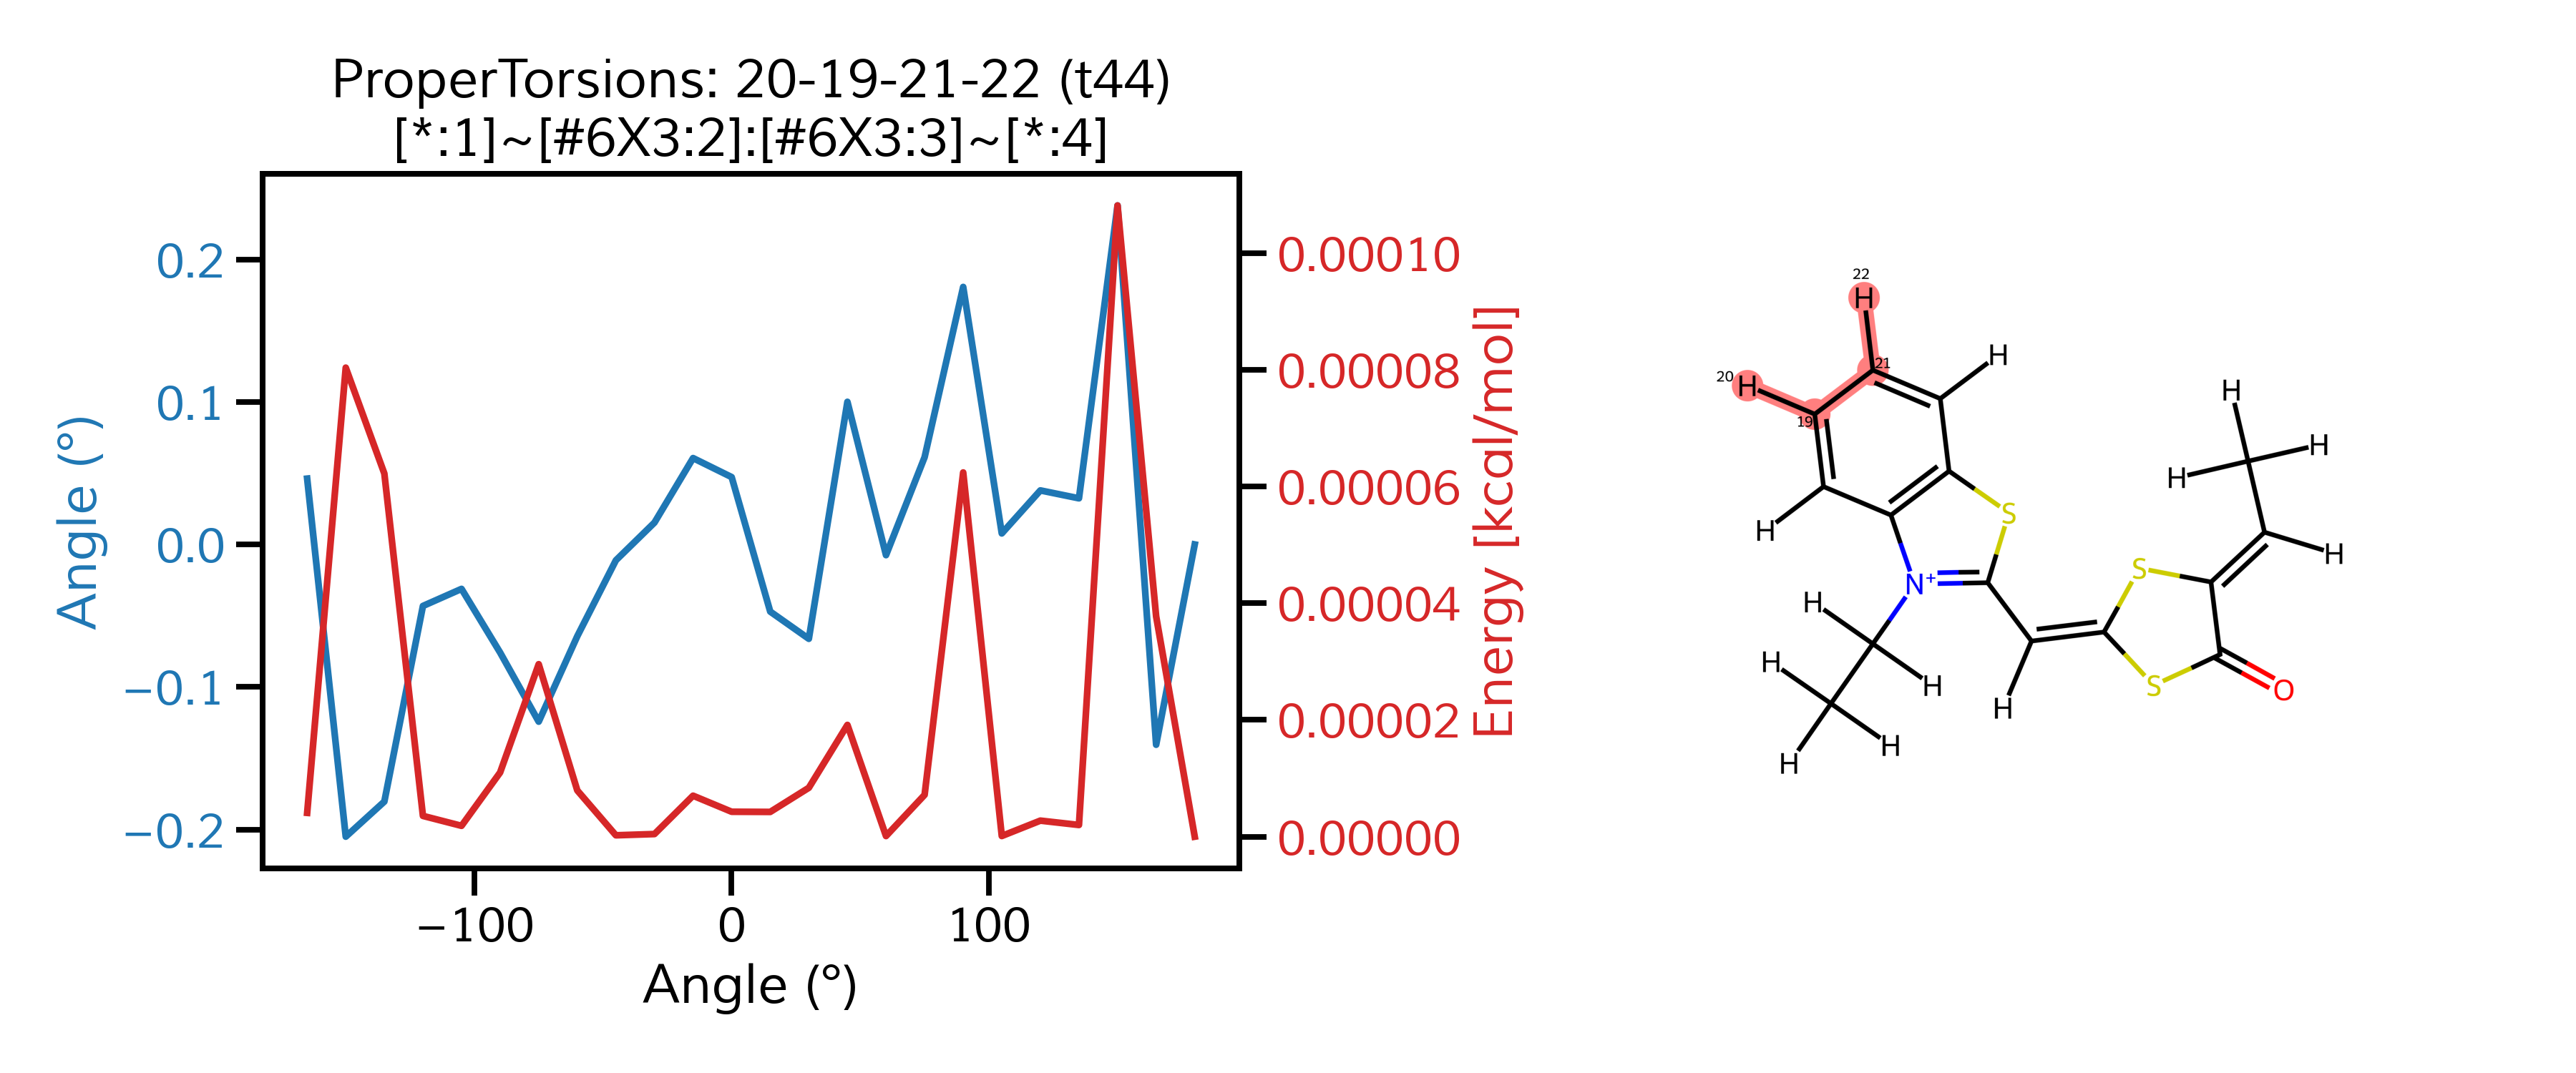 ProperTorsions: 20-19-21-22 (t44)
[*:1]~[#6X3:2]:[#6X3:3]~[*:4]
0.2
0.1
0.0
−0.1
−0.2
Angle (°)
0.00010
0.00008
0.00006
0.00004
0.00002
0.00000
Energy [kcal/mol]
−100 0 100
Angle (°)
22
H
21
H
20 H
19
H
H
H
H
S
H
S
N+
H
H
S
O
H
H
H
H